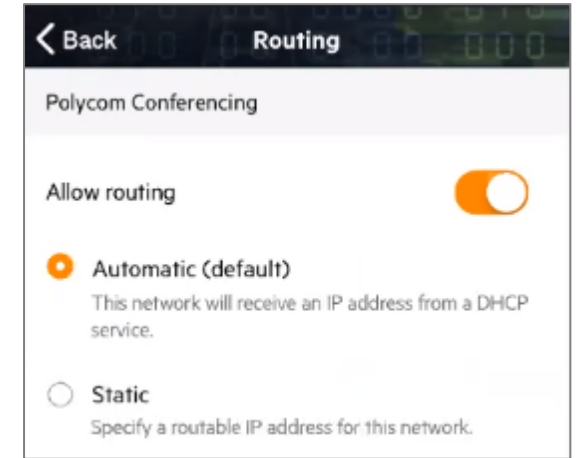 Back Routing
Polycom Conferencing
Allow routing
Automatic (default)
This network will receive an IP address from a DHCP
service.
Static
Specify a routable IP address for this network.